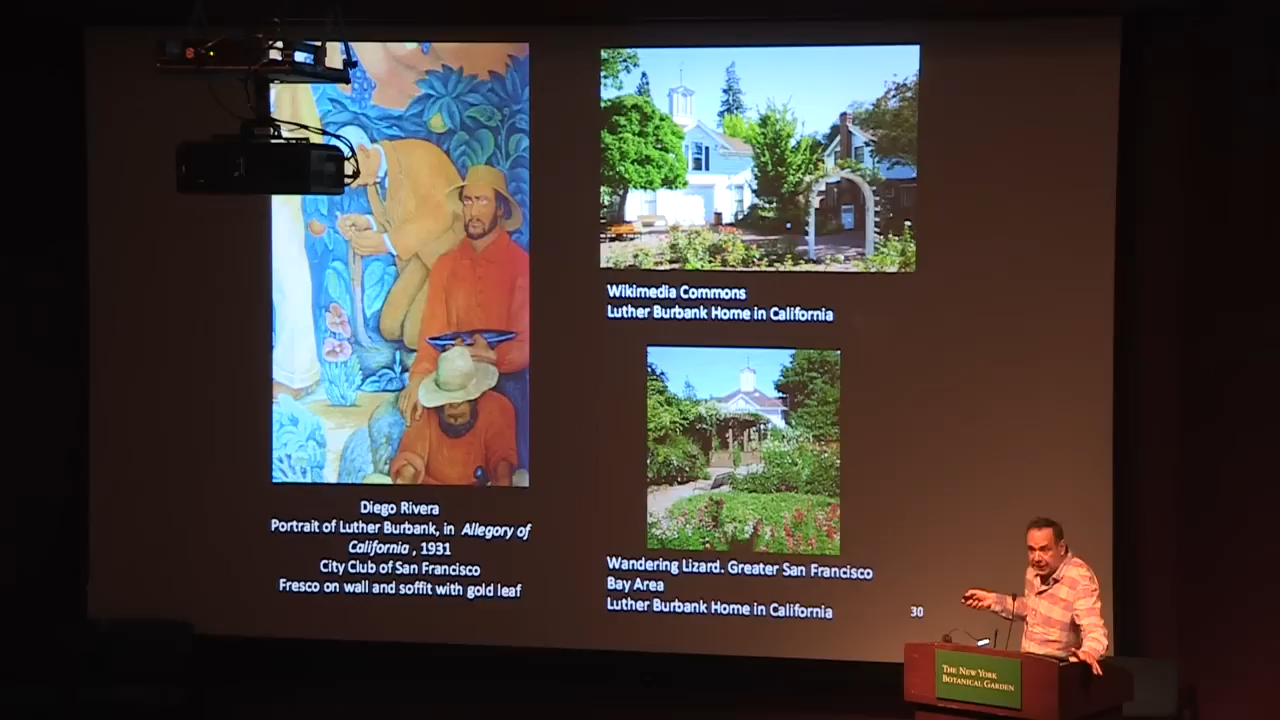 Diego Rivera
Portrait of Luther Burbank, in Allegory of
California , 1931
City Club of San Francisco
Fresco on wall and soffit with gold leaf
Wikimedia Commons
Luther Burbank Home in California
Wandering Lizard. Greater San Francisco
Bay Area
Luther Burbank Home in California
30
THE NEW YORK
BOTANICAL GARDEN